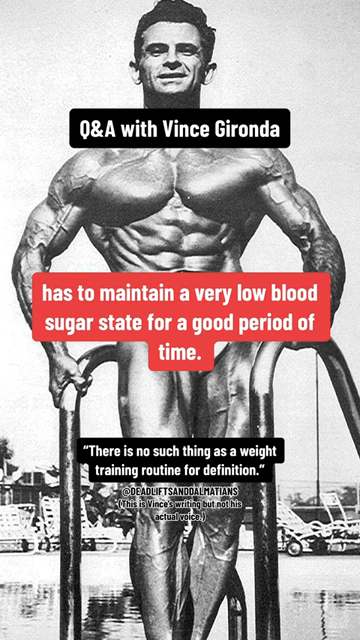 Q&A with Vince Gironda
has to maintain a very low blood
sugar state for a good period of
time.
“There is no such thing as a weight
training routine for definition.”
@DEADLIFTSANDDALMATIANS
(This is Vince's writing but not his
actual voice.)